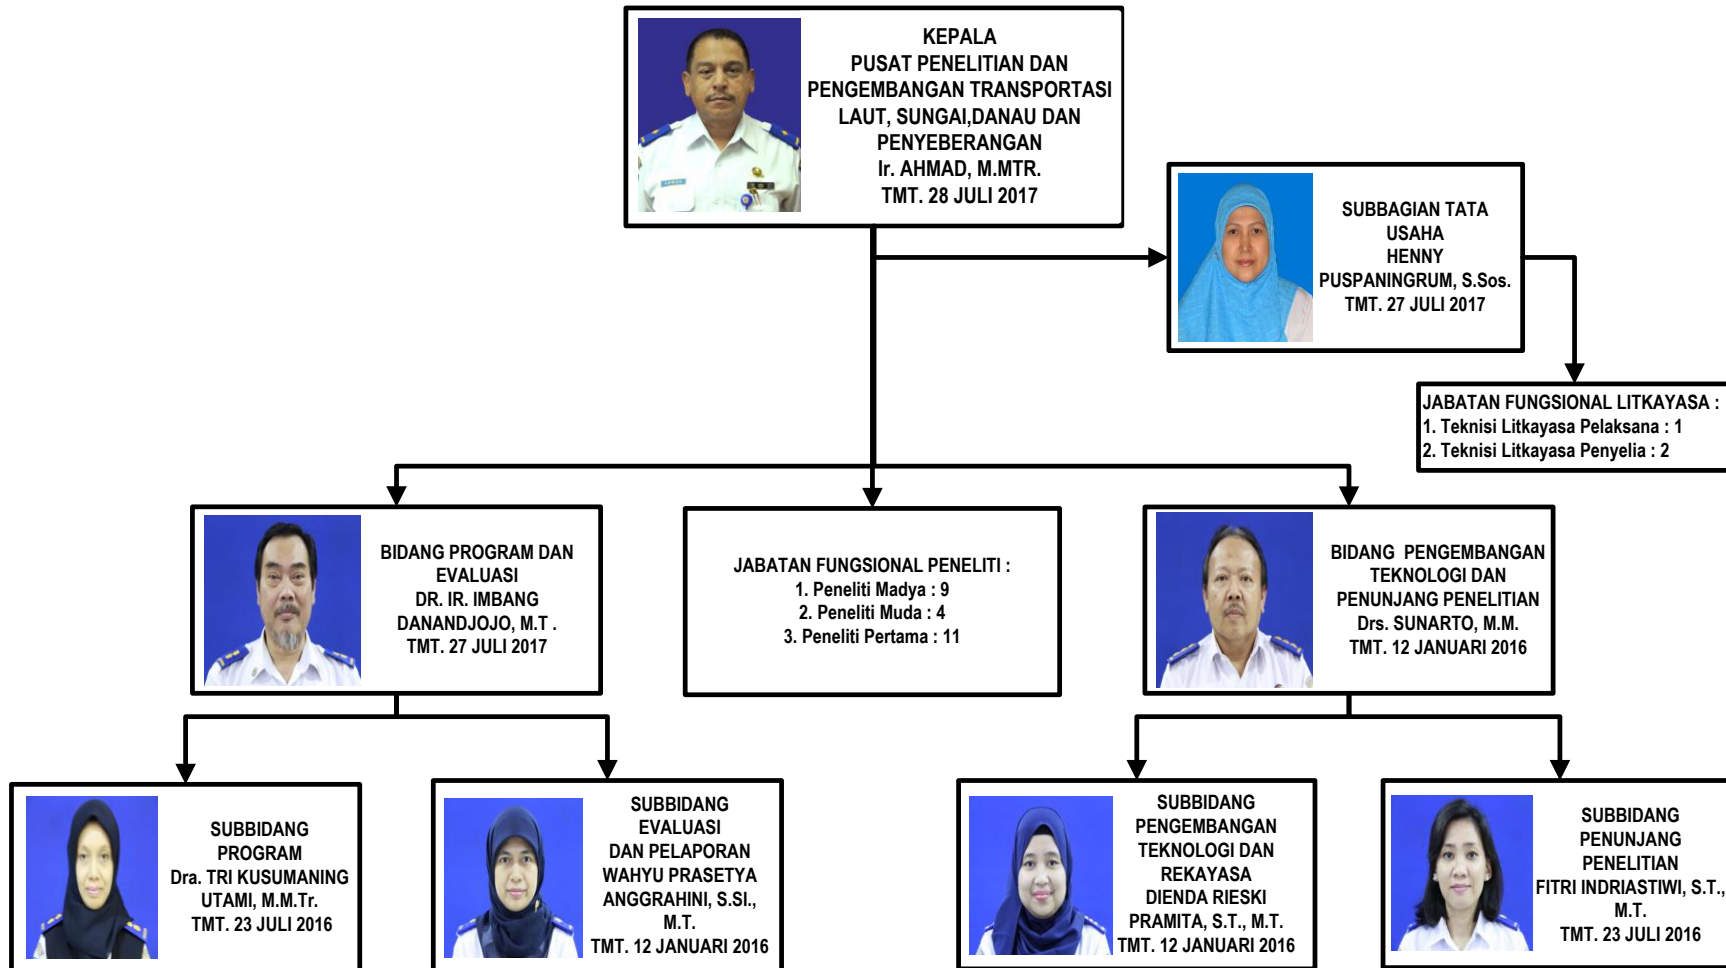 KEPALA
PUSAT PENELITIAN DAN
PENGEMBANGAN TRANSPORTASI
LAUT, SUNGAI,DANAU DAN
PENYEBERANGAN
Ir. AHMAD, M.MTR.
TMT. 28 JULI 2017
SUBBAGIAN TATA
USAHA
HENNY
PUSPANINGRUM, S.Sos.
TMT. 27 JULI 2017
JABATAN FUNGSIONAL LITKAYASA :
1. Teknisi Litkayasa Pelaksana : 1
2. Teknisi Litkayasa Penyelia : 2
BIDANG PROGRAM DAN
EVALUASI
DR. IR. IMBANG
DANANDJOJO, M.T .
TMT. 27 JULI 2017
JABATAN FUNGSIONAL PENELITI :
1. Peneliti Madya : 9
2. Peneliti Muda : 4
3. Peneliti Pertama : 11
BIDANG PENGEMBANGAN
TEKNOLOGI DAN
PENUNJANG PENELITIAN
Drs. SUNARTO, M.M.
TMT. 12 JANUARI 2016
SUBBIDANG
PROGRAM
Dra. TRI KUSUMANING
UTAMI, M.M.Tr.
TMT. 23 JULI 2016
SUBBIDANG
EVALUASI
DAN PELAPORAN
WAHYU PRASETYA
ANGGRAHINI, S.SI.,
M.T.
TMT. 12 JANUARI 2016
SUBBIDANG
PENGEMBANGAN
TEKNOLOGI DAN
REKAYASA
DIENDA RIESKI
PRAMITA, S.T., M.T.
TMT. 12 JANUARI 2016
SUBBIDANG
PENUNJANG
PENELITIAN
FITRI INDRIASTIWI, S.T.,
M.T.
TMT. 23 JULI 2016